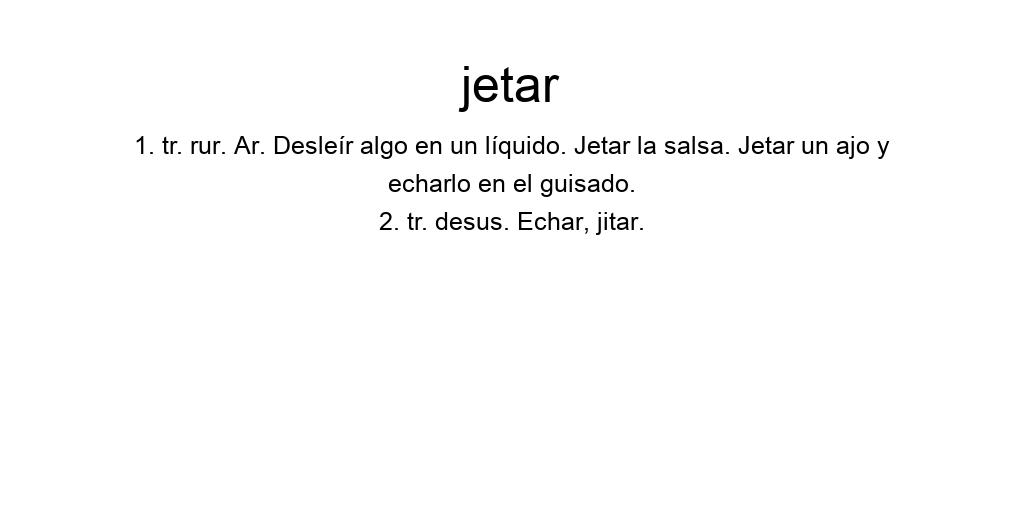 jetar
1. tr. rur. Ar. Desleír algo en un líquido. Jetar la salsa. Jetar un ajo y
echarlo en el guisado.
2. tr. desus. Echar, jitar.